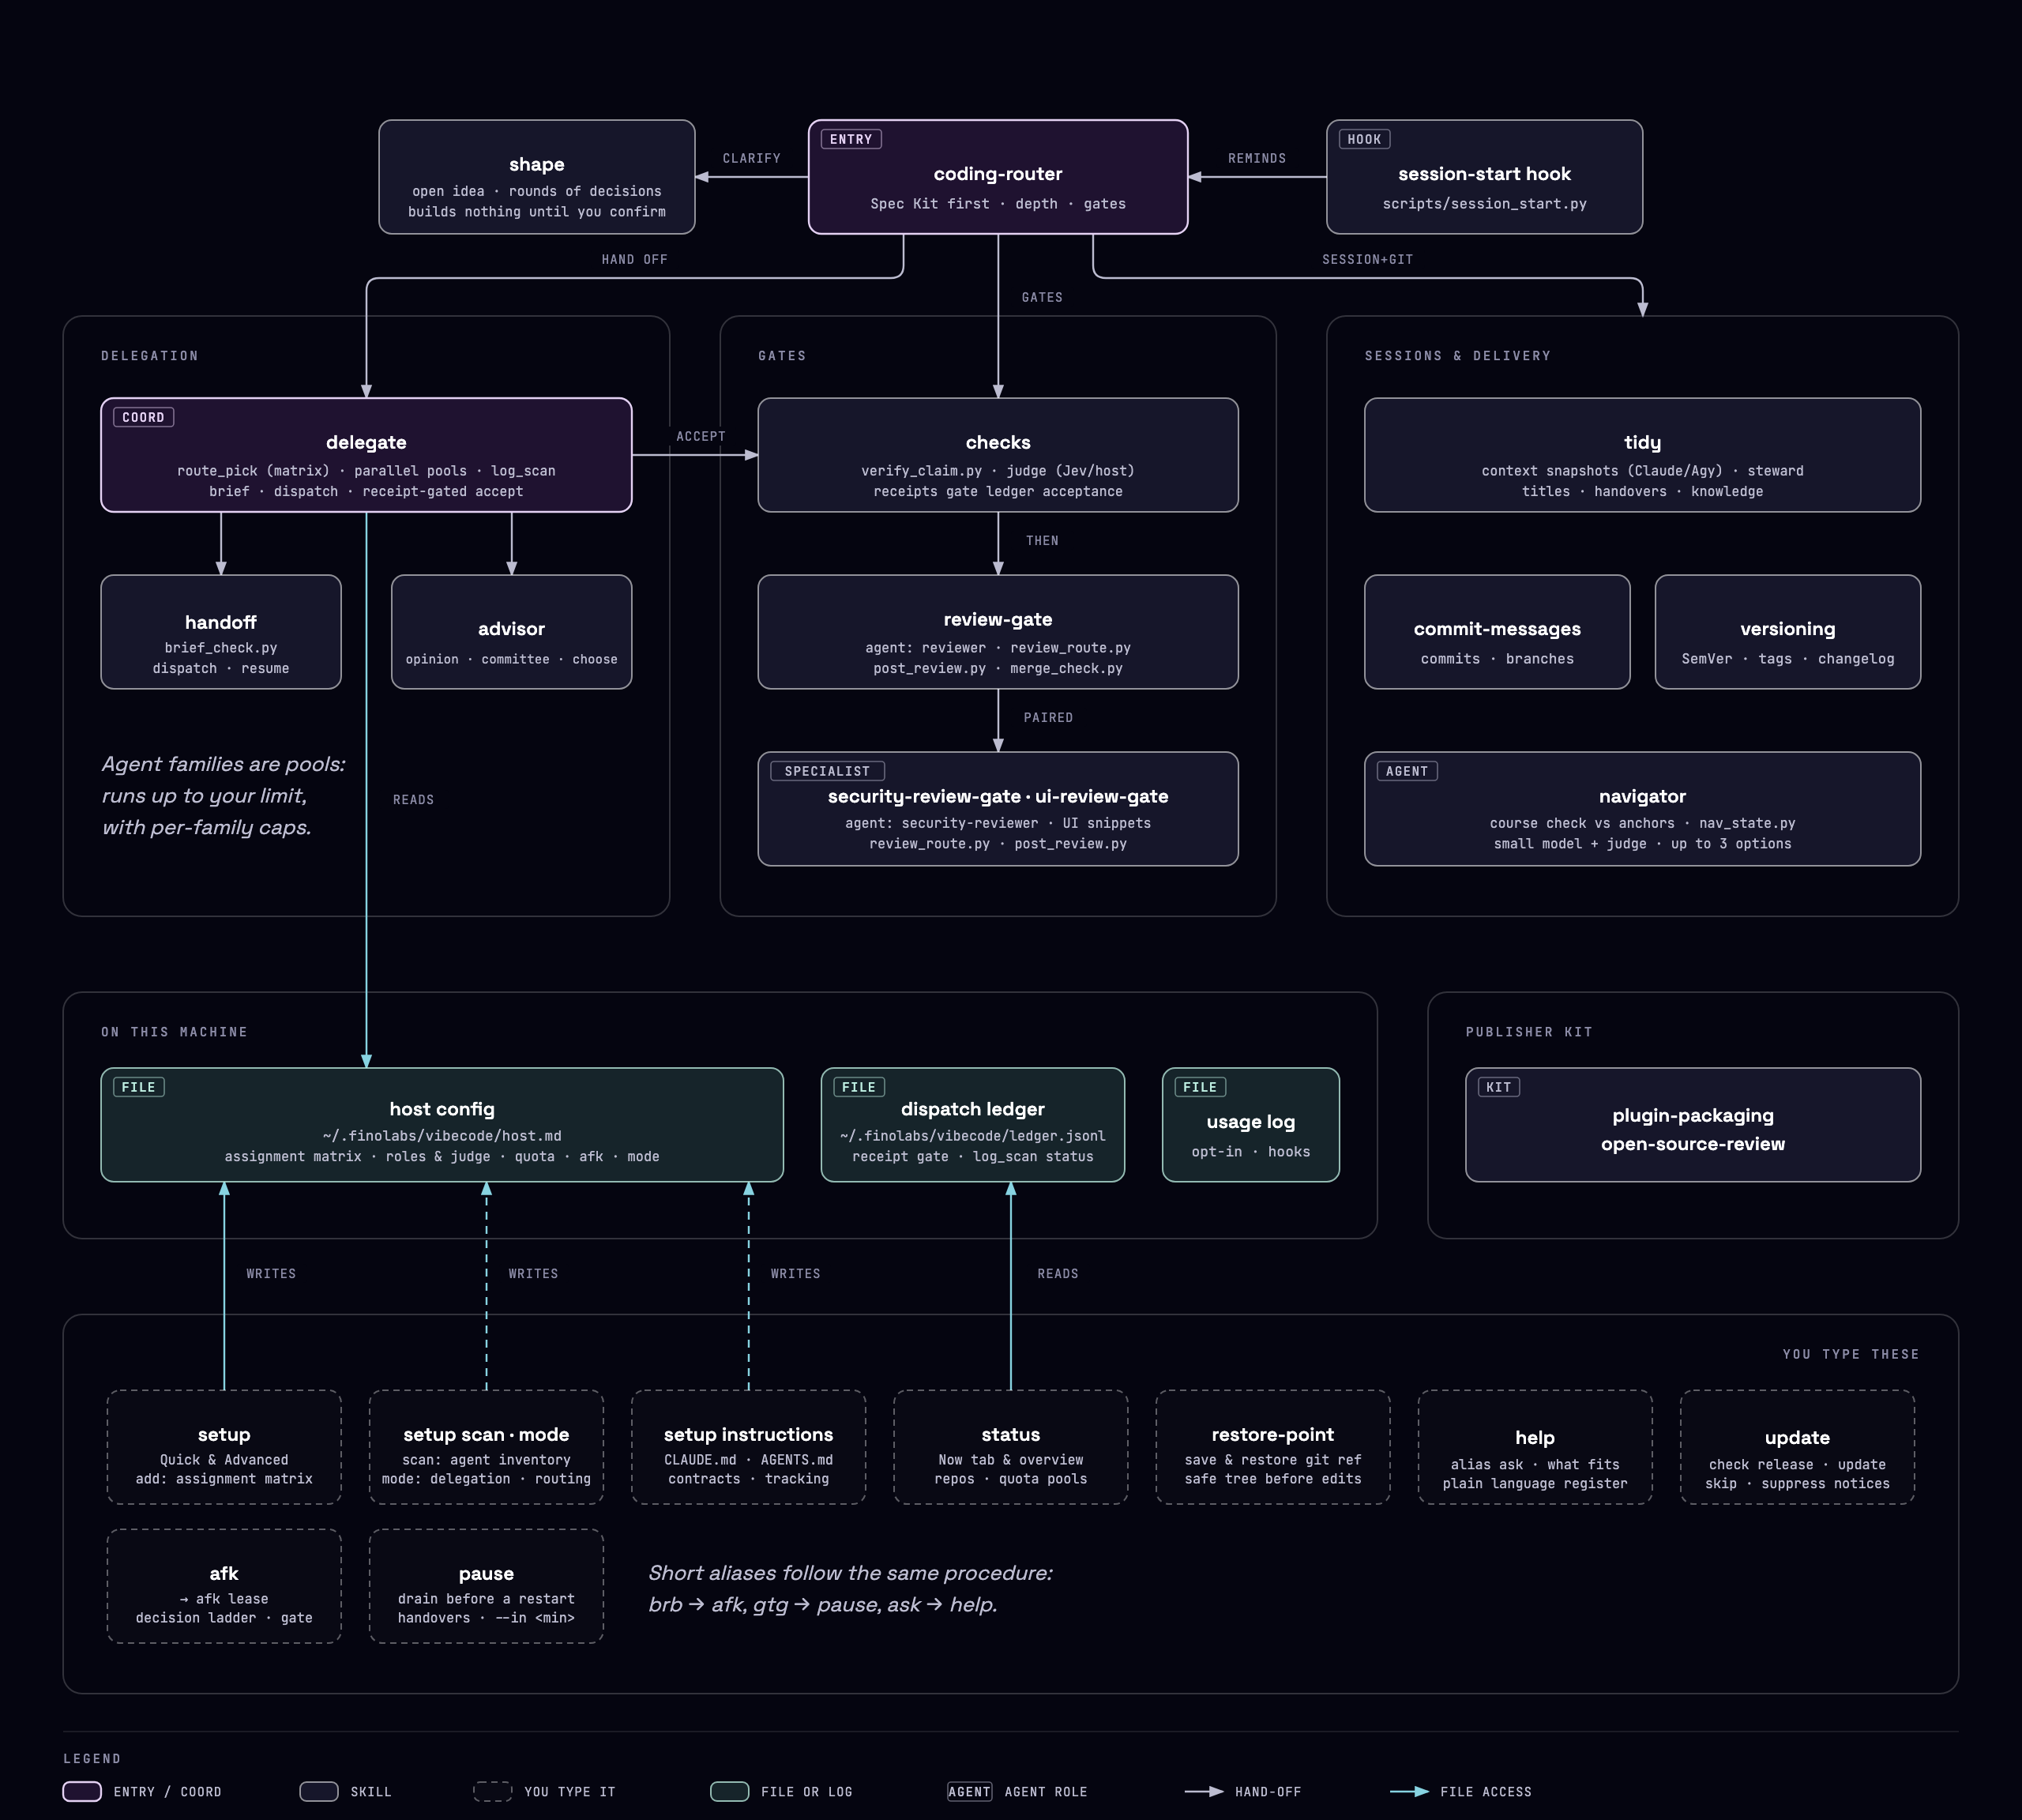 shape
open idea · rounds of decisions
builds nothing until you confirm
CLARIFY
ENTRY
coding-router
Spec Kit first · depth · gates
REMINDS
HOOK
session-start hook
scripts/session_start.py
HAND OFF
GATES
SESSION+GIT
DELEGATION
COORD
delegate
route_pick (matrix) · parallel pools · log_scan
brief · dispatch · receipt-gated accept
ACCEPT
handoff
brief_check.py
dispatch · resume
advisor
opinion · committee · choose
Agent families are pools:
runs up to your limit,
with per-family caps.
READS
GATES
checks
verify_claim.py · judge (Jev/host)
receipts gate ledger acceptance
THEN
review-gate
agent: reviewer · review_route.py
post_review.py · merge_check.py
PAIRED
SPECIALIST
security-review-gate · ui-review-gate
agent: security-reviewer · UI snippets
review_route.py · post_review.py
SESSIONS & DELIVERY
tidy
context snapshots (Claude/Agy) · steward
titles · handovers · knowledge
commit-messages
commits · branches
versioning
SemVer · tags · changelog
AGENT
navigator
course check vs anchors · nav_state.py
small model + judge · up to 3 options
ON THIS MACHINE
FILE
host config
~/.finolabs/vibecode/host.md
assignment matrix · roles & judge · quota · afk · mode
FILE
dispatch ledger
~/.finolabs/vibecode/ledger.jsonl
receipt gate · log_scan status
FILE
usage log
opt-in · hooks
PUBLISHER KIT
KIT
plugin-packaging
open-source-review
WRITES
WRITES
WRITES
READS
YOU TYPE THESE
setup
Quick & Advanced
add: assignment matrix
setup scan · mode
scan: agent inventory
mode: delegation · routing
setup instructions
CLAUDE.md · AGENTS.md
contracts · tracking
status
Now tab & overview
repos · quota pools
restore-point
save & restore git ref
safe tree before edits
help
alias ask · what fits
plain language register
update
check release · update
skip · suppress notices
afk
→ afk lease
decision ladder · gate
pause
drain before a restart
handovers · --in <min>
Short aliases follow the same procedure:
brb → afk, gtg → pause, ask → help.
LEGEND
ENTRY / COORD
SKILL
YOU TYPE IT
FILE OR LOG
AGENT AGENT ROLE
HAND-OFF
FILE ACCESS